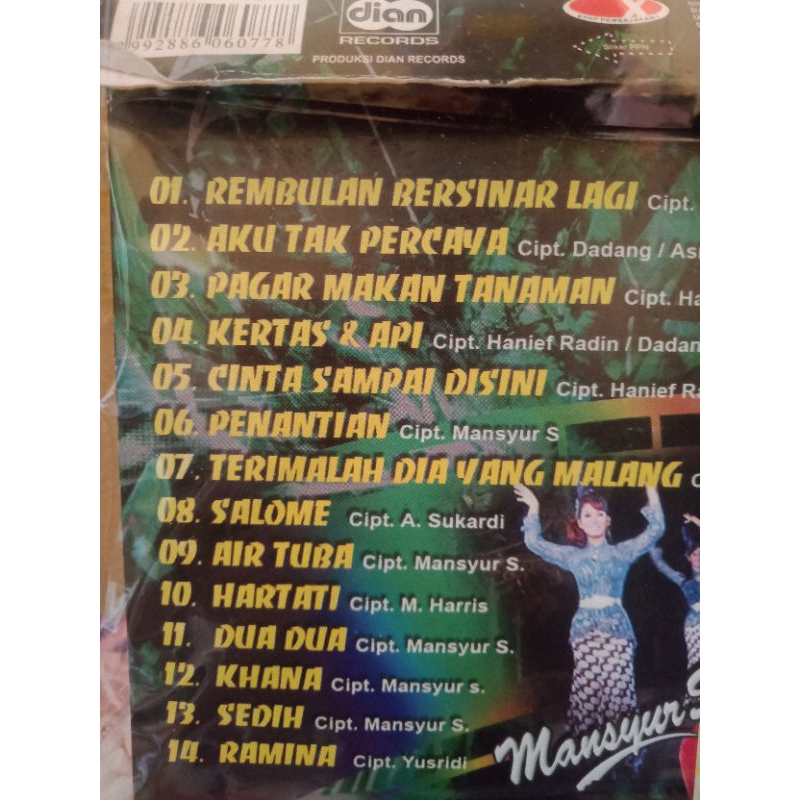 992886 060778
dian
RECORDS
PRODUKSI DIAN RECORDS
01. REMBULAN BERSINAR LAGI Cipt.
02. AKU TAK PERCAYA Cipt. Dadang /
03. PAGAR MAKAN TANAMAN Cipt.
04. KERTAS & API Cipt. Hanief Radin /
05. CINTA SAMPAI DISINI Cipt. Hanief
06. PENANTIAN Cipt. Mansyur S
07. TERIMALAH DIA YANG MALANG
08. SALOME Cipt. A. Sukardi
09. AIR TUBA Cipt. Mansyur S.
10. HARTATI Cipt. M. Harris
11. DUA DUA Cipt. Mansyur S.
12. KHANA Cipt. Mansyur s.
13. SEDIH Cipt. Mansyur S.
14. RAMINA Cipt. Yusridi
Mansyur